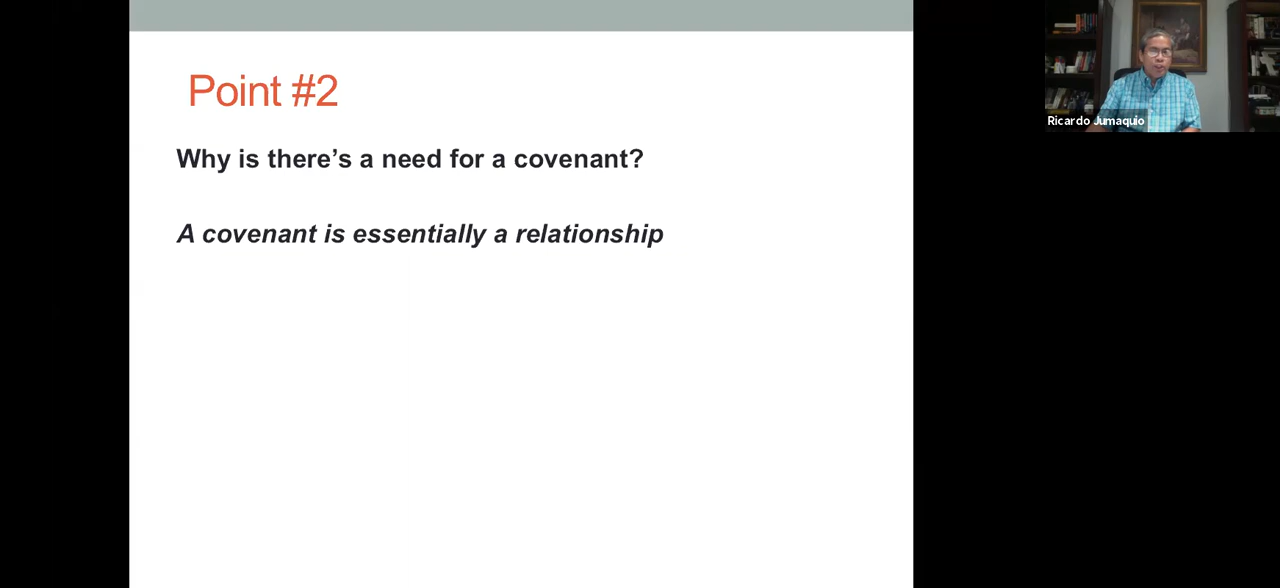 Point #2
Why is there’s a need for a covenant?
A covenant is essentially a relationship
Ricardo Jumaquio